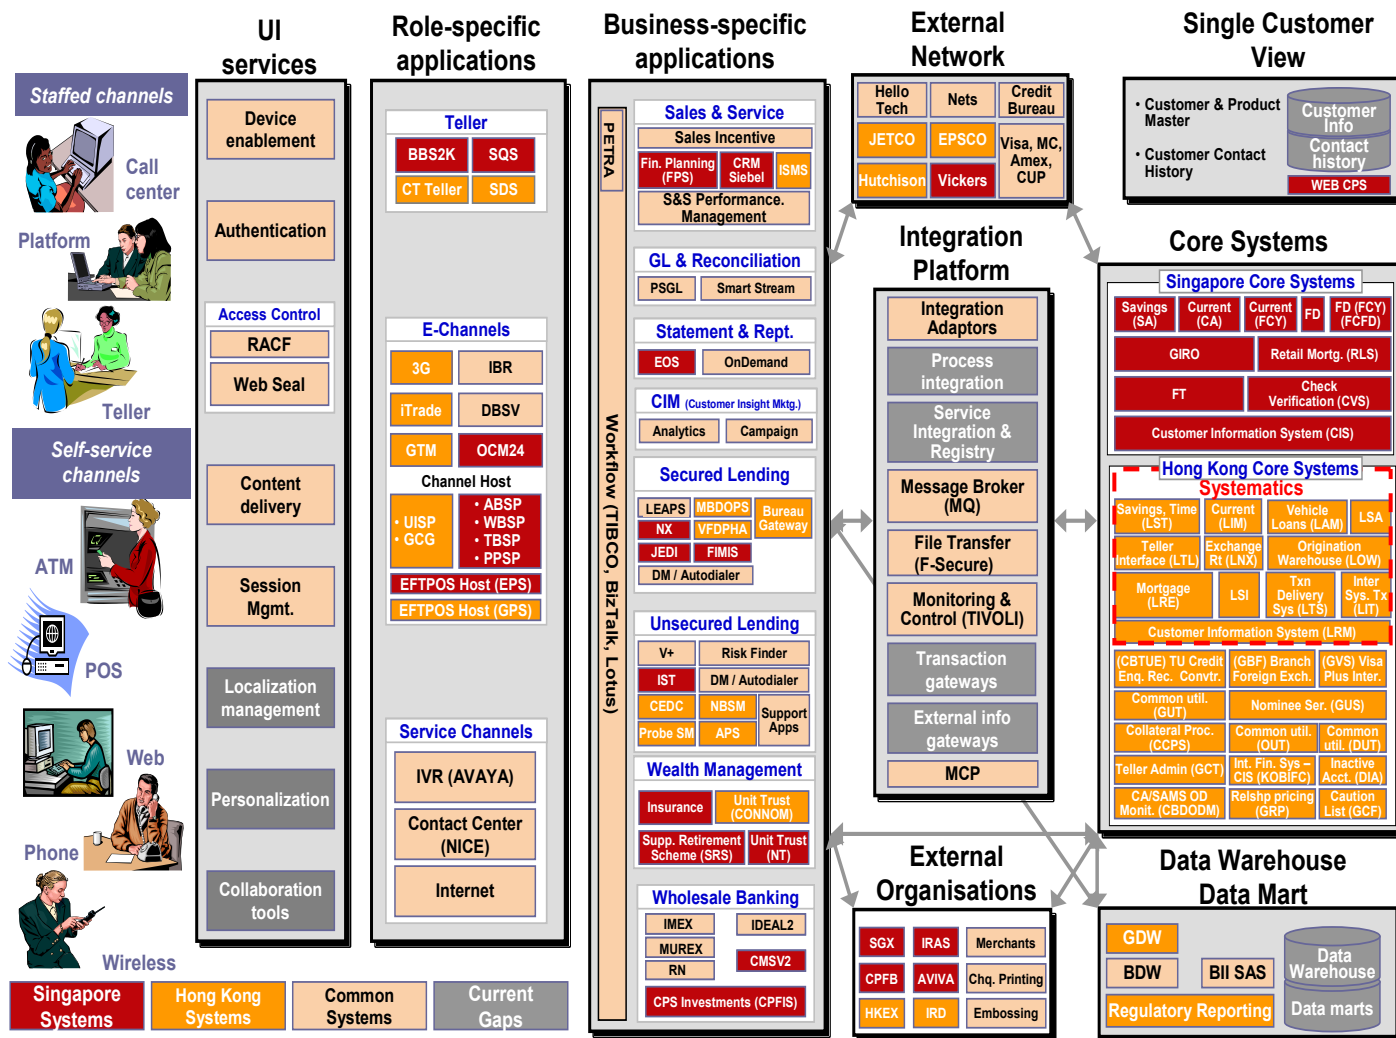 UI
services
Role-specific
applications
Business-specific
applications
External
Network
Single Customer
View
Staffed channels
Call
center
Platform
Teller
Self-service
channels
ATM
POS
Web
Phone
Wireless
Device
enablement
Authentication
Access Control
RACF
Web Seal
Content
delivery
Session
Mgmt.
Localization
management
Personalization
Collaboration
tools
Teller
BBS2K
SQS
CT Teller
SDS
E-Channels
3G
IBR
iTrade
DBSV
GTM
OCM24
Channel Host
• UISP
• GCG
• ABSP
• WBSP
• TBSP
• PPSP
EFTPOS Host (EPS)
EFTPOS Host (GPS)
Service Channels
IVR (AVAYA)
Contact Center
(NICE)
Internet
PETRA
Workflow (TIBCO, BizTalk, Lotus)
Sales & Service
Sales Incentive
Fin. Planning
(FPS)
CRM
Siebel
ISMS
S&S Performance.
Management
GL & Reconciliation
PSGL
Smart Stream
Statement & Rept.
EOS
OnDemand
CIM (Customer Insight Mktg.)
Analytics
Campaign
Secured Lending
LEAPS
MBDOPS
Bureau
Gateway
NX
VFDPHA
JEDI
FIMIS
DM / Autodialer
Unsecured Lending
V+
Risk Finder
IST
DM / Autodialer
CEDC
NBSM
Support
Apps
Probe SM
APS
Wealth Management
Insurance
Unit Trust
(CONNOM)
Supp. Retirement
Scheme (SRS)
Unit Trust
(NT)
Wholesale Banking
IMEX
IDEAL2
MUREX
RN
CMSV2
CPS Investments (CPFIS)
Hello
Tech
Nets
Credit
Bureau
JETCO
EPSCO
Visa, MC,
Amex,
CUP
Hutchison
Vickers
Integration
Platform
Integration
Adaptors
Process
integration
Service
Integration &
Registry
Message Broker
(MQ)
File Transfer
(F-Secure)
Monitoring &
Control (TIVOLI)
Transaction
gateways
External info
gateways
MCP
External
Organisations
SGX
IRAS
Merchants
CPFB
AVIVA
Chq. Printing
HKEX
IRD
Embossing
• Customer & Product
Master
• Customer Contact
History
Customer
Info
Contact
history
WEB CPS
Core Systems
Singapore Core Systems
Savings
(SA)
Current
(CA)
Current
(FCY)
FD
FD (FCY)
(FCFD)
GIRO
Retail Mortg. (RLS)
FT
Check
Verification (CVS)
Customer Information System (CIS)
Hong Kong Core Systems
Systematics
Savings, Time
(LST)
Current
(LIM)
Vehicle
Loans (LAM)
LSA
Teller
Interface (LTL)
Exchange
Rt (LNX)
Origination
Warehouse (LOW)
Mortgage
(LRE)
LSI
Txn
Delivery
Sys (LTS)
Inter
Sys. Tx
(LIT)
Customer Information System (LRM)
(CBTUE) TU Credit
Enq. Rec. Convtr.
(GBF) Branch
Foreign Exch.
(GVS) Visa
Plus Inter.
Common util.
(GUT)
Nominee Ser. (GUS)
Collateral Proc.
(CCPS)
Common util.
(OUT)
Common
util. (DUT)
Teller Admin (GCT)
Int. Fin. Sys –
CIS (KOBIFC)
Inactive
Acct. (DIA)
CA/SAMS OD
Monit. (CBDODM)
Relshp pricing
(GRP)
Caution
List (GCF)
Data Warehouse
Data Mart
GDW
BDW
BII SAS
Regulatory Reporting
Data
Warehouse
Data marts
Singapore
Systems
Hong Kong
Systems
Common
Systems
Current
Gaps